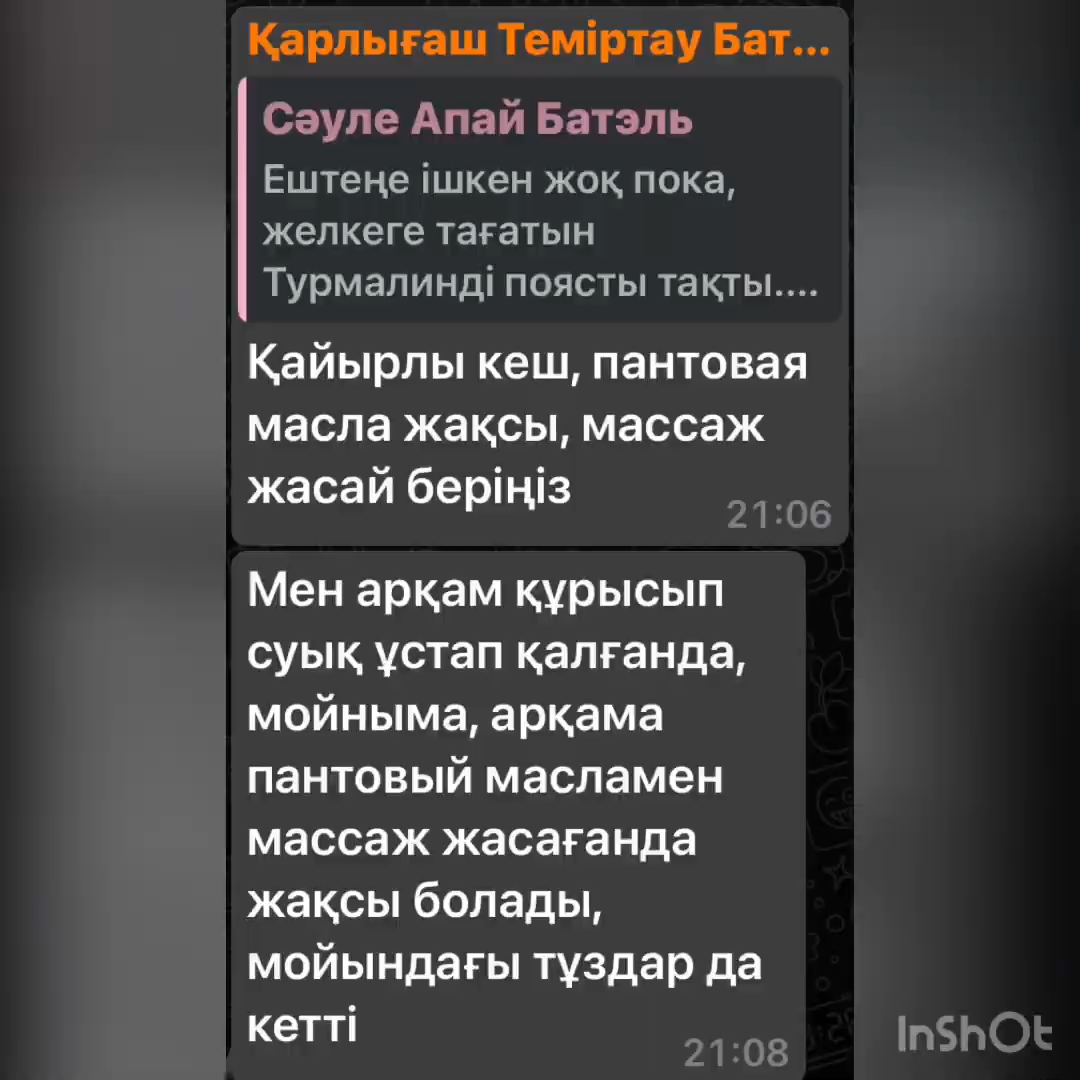 Қарлығаш Теміртау Бат...
Сәуле Апай Батэль
Ештеңе ішкен жоқ пока,
желкеге тағатын
Турмалинді поясты тақты....
Қайырлы кеш, пантовая
масла жақсы, массаж
жасай беріңіз
21:06
Мен арқам құрысып
суық ұстап қалғанда,
мойныма, арқама
пантовый масламен
массаж жасағанда
жақсы болады,
мойындағы тұздар да
кетті
21:08
InShOt